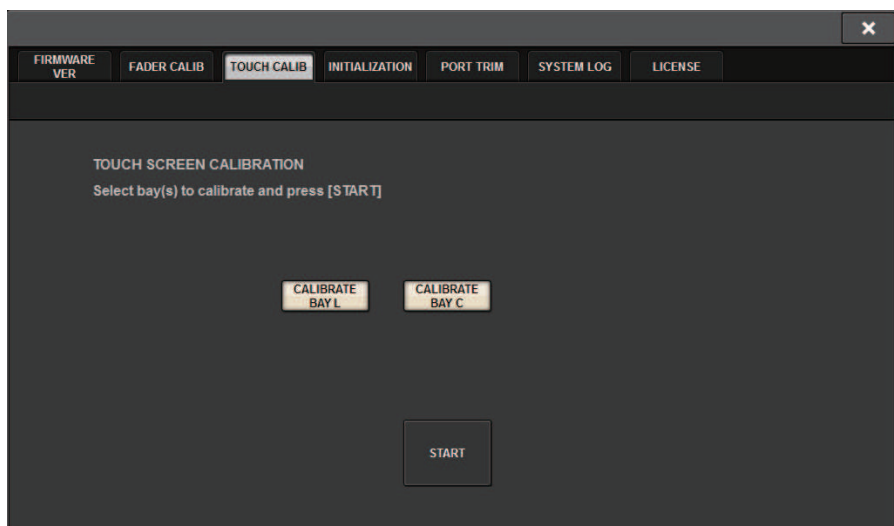 FIRMWARE
VER
FADER CALIB
TOUCH CALIB
INITIALIZATION
PORT TRIM
SYSTEM LOG
LICENSE
TOUCH SCREEN CALIBRATION
Select bay(s) to calibrate and press [START]
CALIBRATE
BAY L
CALIBRATE
BAY C
START